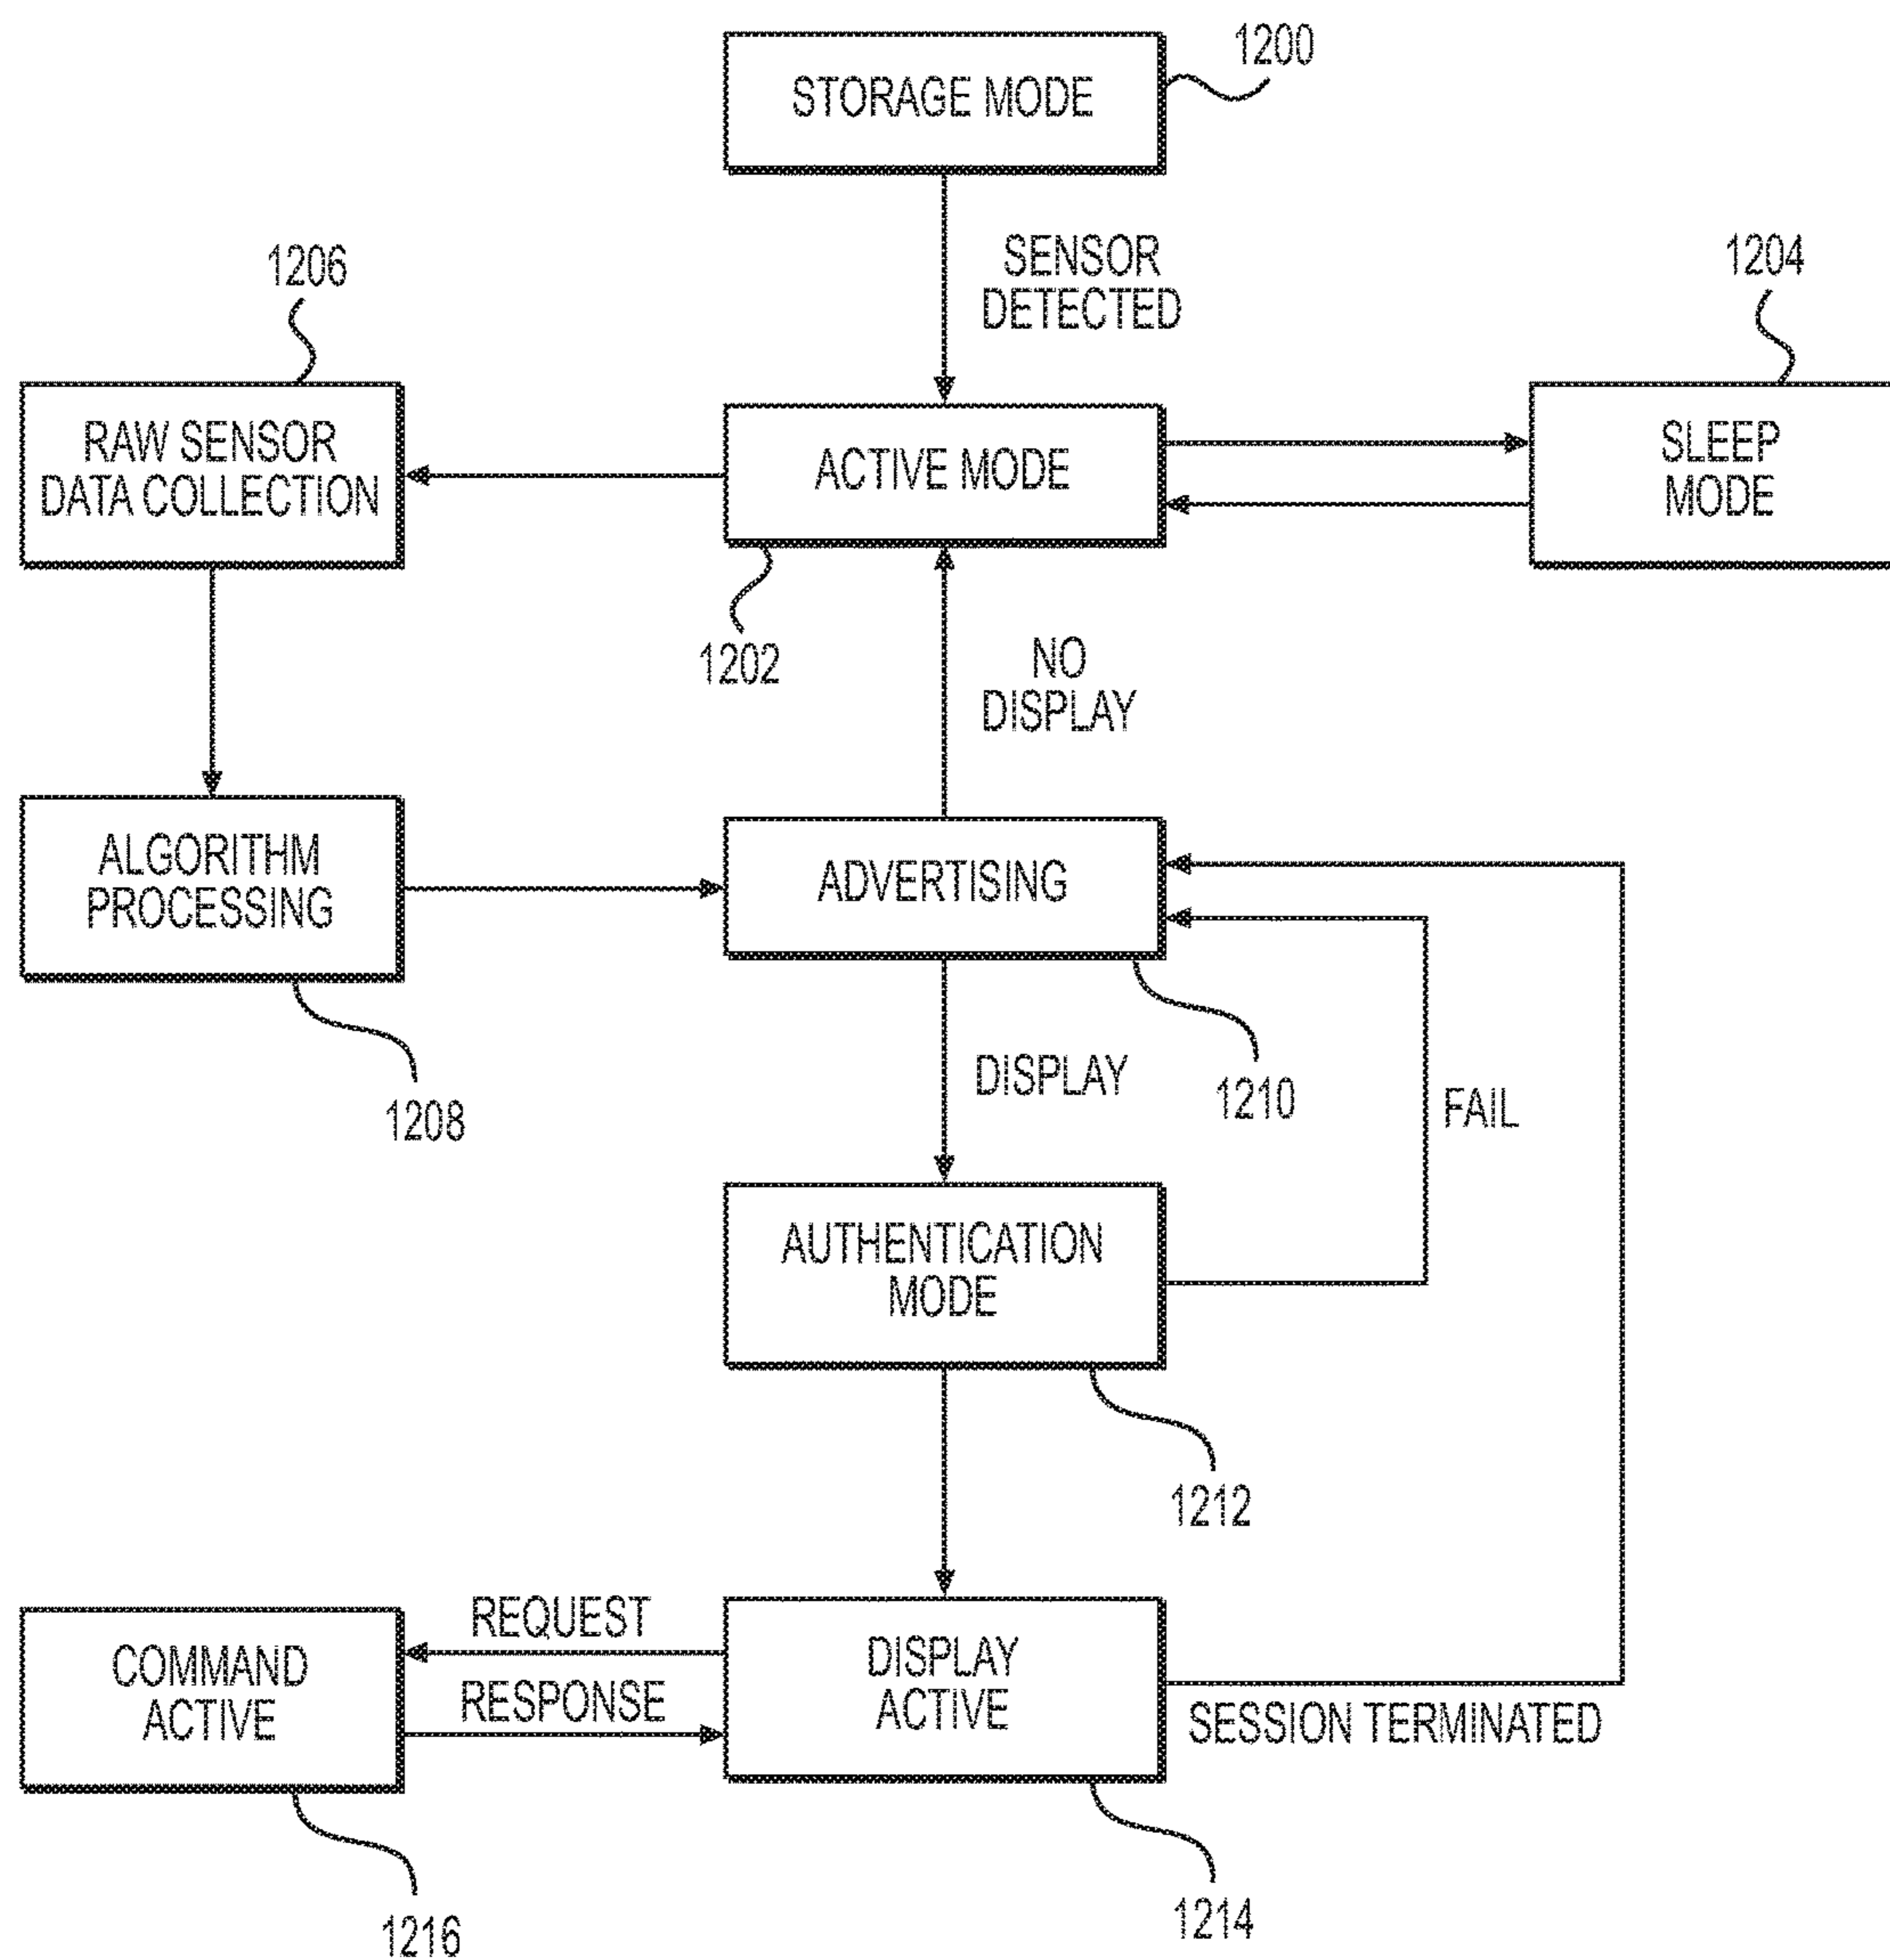 STORAGE MODE
1200
SENSOR
DETECTED
1206
1204
RAW SENSOR
DATA COLLECTION
ACTIVE MODE
SLEEP
MODE
1202
NO
DISPLAY
ALGORITHM
PROCESSING
ADVERTISING
1208
DISPLAY
1210
FAIL
AUTHENTICATION
MODE
1212
REQUEST
RESPONSE
COMMAND
ACTIVE
DISPLAY
ACTIVE
SESSION TERMINATED
1216
1214